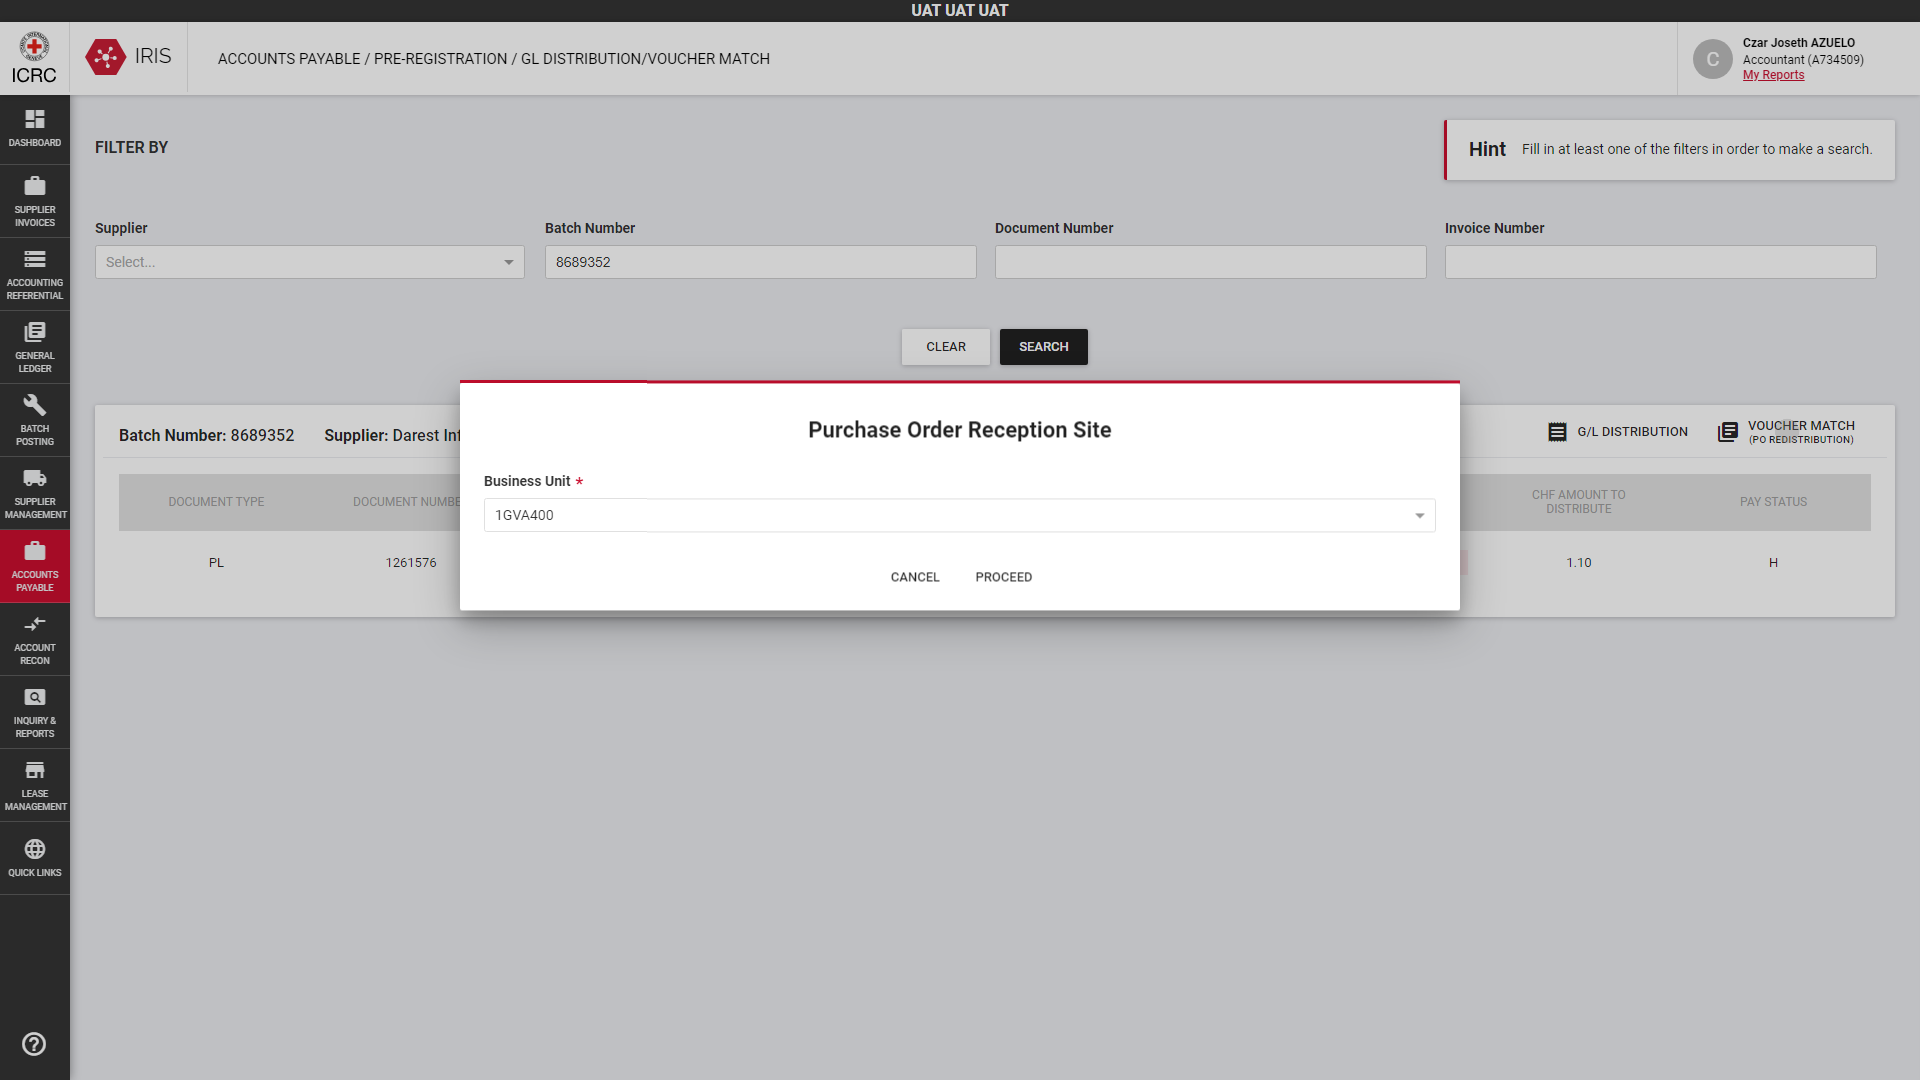 UAT UAT UAT
ICRC
IRIS
ACCOUNTS PAYABLE / PRE-REGISTRATION / GL DISTRIBUTION/VOUCHER MATCH
C
Czar Joseth AZUELO
Accountant (A734509)
My Reports
DASHBOARD
SUPPLIER
INVOICES
ACCOUNTING
REFERENTIAL
GENERAL
LEDGER
BATCH
POSTING
SUPPLIER
MANAGEMENT
ACCOUNTS
PAYABLE
ACCOUNT
RECON
INQUIRY &
REPORTS
LEASE
MANAGEMENT
QUICK LINKS
FILTER BY
Hint Fill in at least one of the filters in order to make a search.
Supplier Batch Number Document Number Invoice Number
Select... 8689352
CLEAR SEARCH
Batch Number: 8689352 Supplier: Darest Inf
G/L DISTRIBUTION
VOUCHER MATCH
(PO REDISTRIBUTION)
DOCUMENT TYPE DOCUMENT NUMBE
CHF AMOUNT TO
DISTRIBUTE
PAY STATUS
PL 1261576 1.10 H
Purchase Order Reception Site
Business Unit *
1GVA400
CANCEL PROCEED